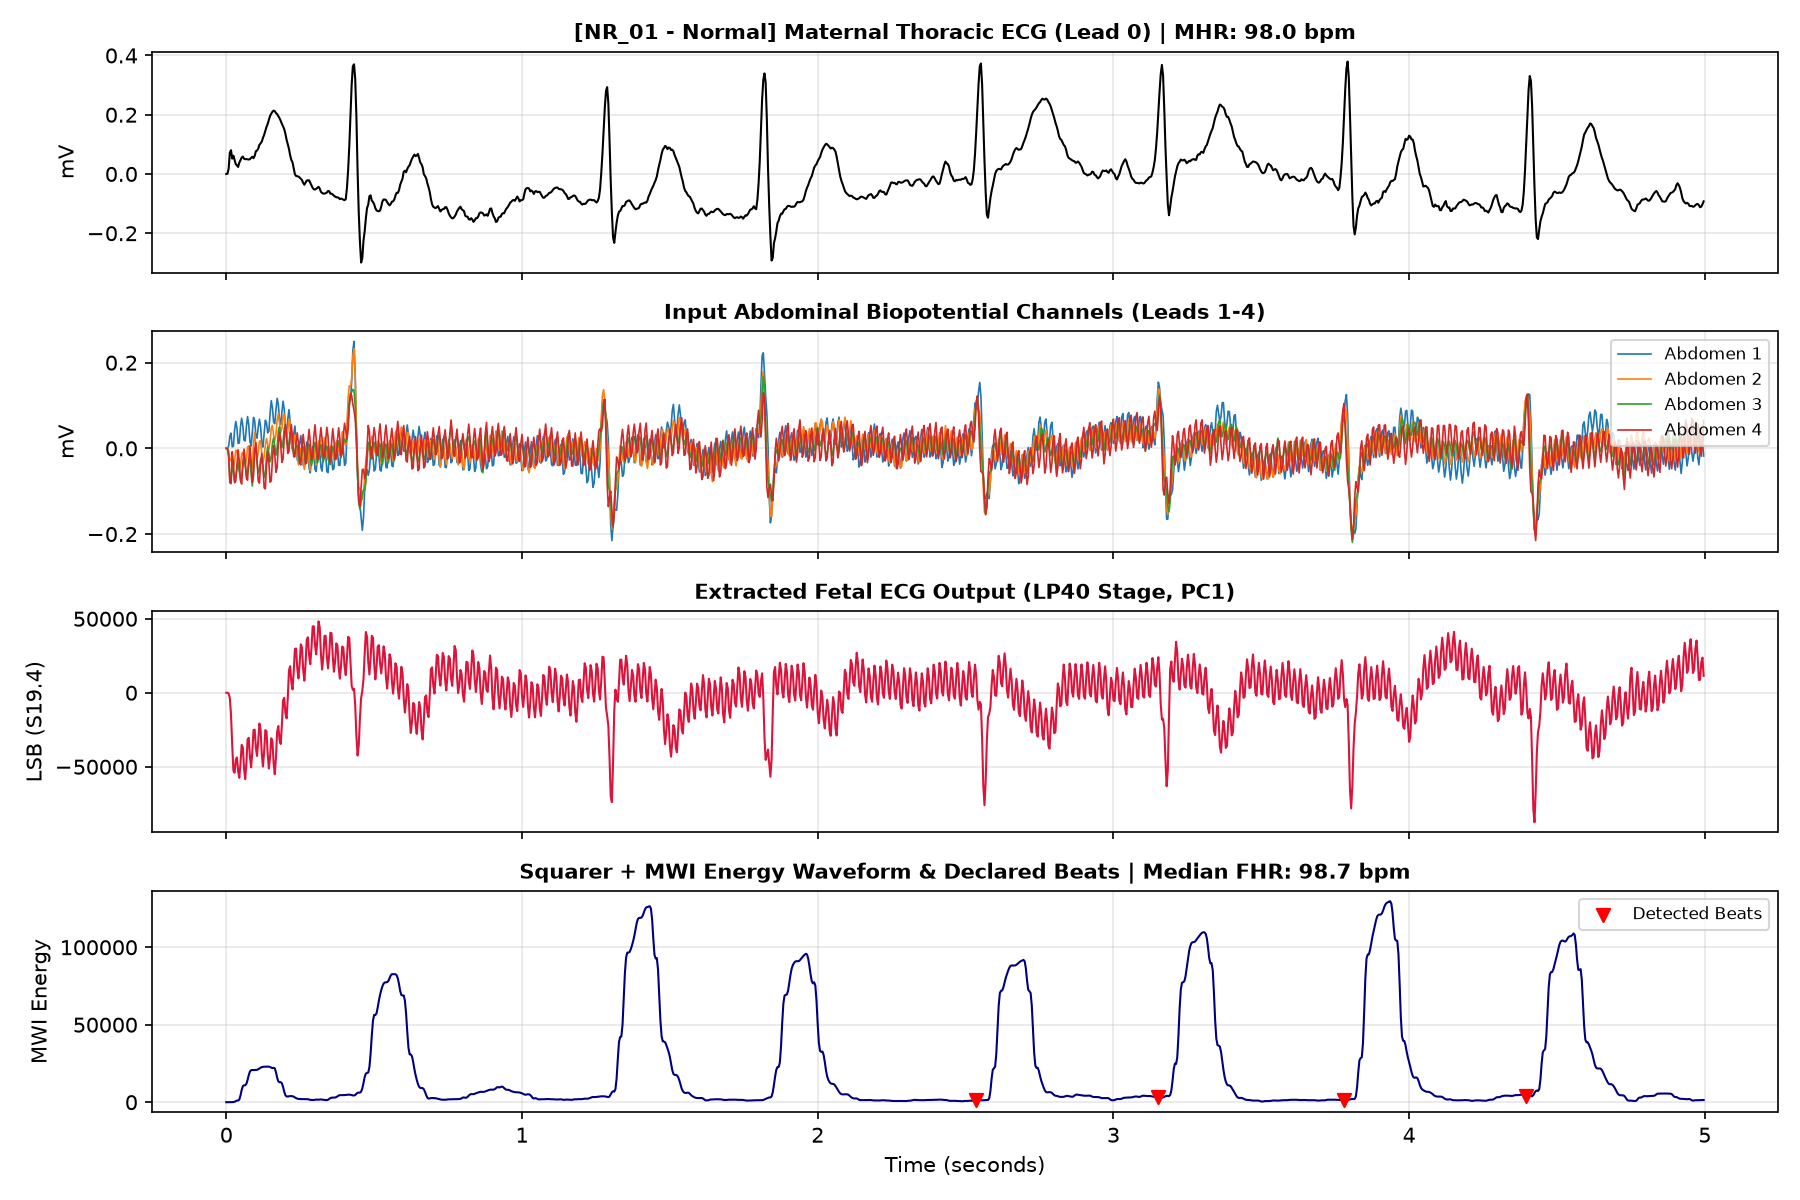 [NR_01 - Normal] Maternal Thoracic ECG (Lead 0) | MHR: 98.0 bpm
0.4
0.2
0.0
−0.2
mV
Input Abdominal Biopotential Channels (Leads 1-4)
0.2
0.0
−0.2
mV
Abdomen 1
Abdomen 2
Abdomen 3
Abdomen 4
Extracted Fetal ECG Output (LP40 Stage, PC1)
50000
0
−50000
LSB (S19.4)
Squarer + MWI Energy Waveform & Declared Beats | Median FHR: 98.7 bpm
100000
50000
0
MWI Energy
Detected Beats
0 1 2 3 4 5
Time (seconds)